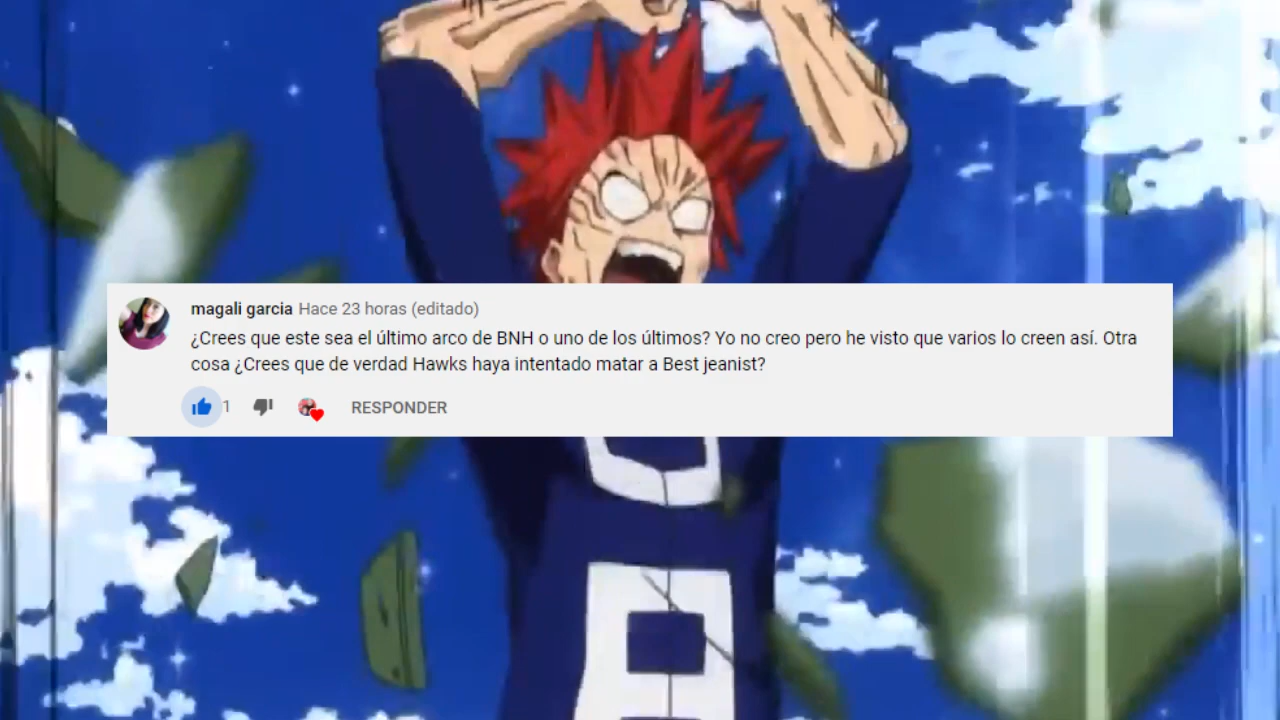 magali garcia Hace 23 horas (editado)
¿Crees que este sea el último arco de BNH o uno de los últimos? Yo no creo pero he visto que varios lo creen así. Otra
cosa ¿Crees que de verdad Hawks haya intentado matar a Best jeanist?
1 RESPONDER